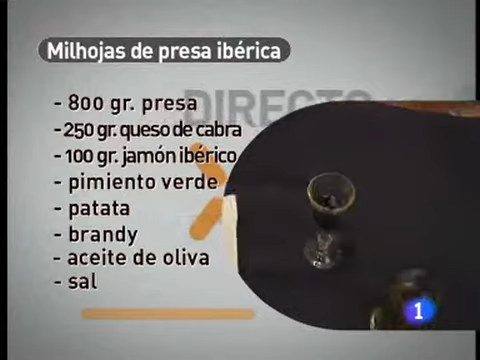 Milhojas de presa ibérica
DIRECTO
- 800 gr. presa
- 250 gr. queso de cabra
- 100 gr. jamón ibérico
- pimiento verde
- patata
- brandy
- aceite de oliva
- sal
1